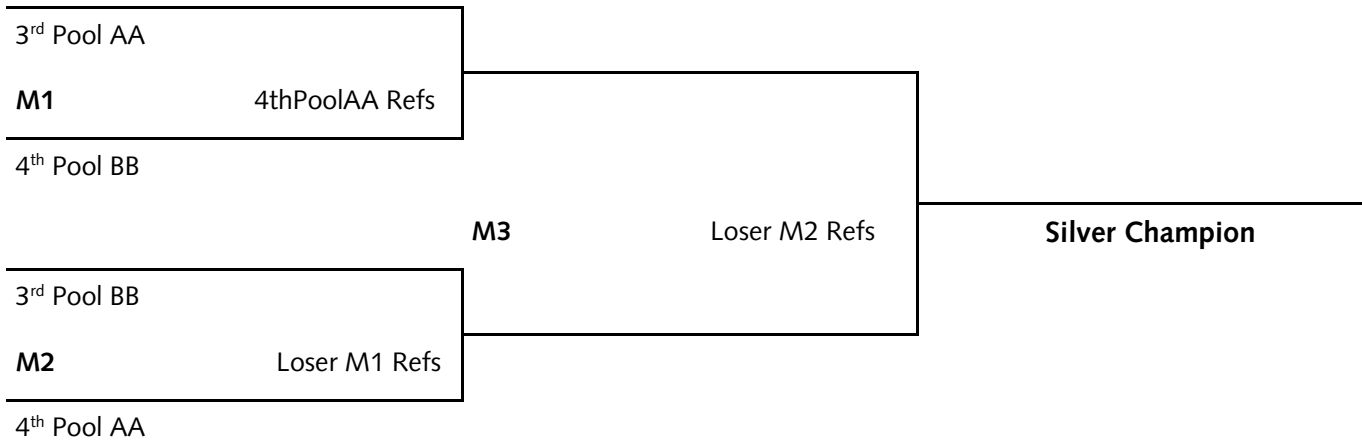 3rd Pool AA
M1 4thPoolAA Refs
4th Pool BB
M3 Loser M2 Refs Silver Champion
3rd Pool BB
M2 Loser M1 Refs
4th Pool AA